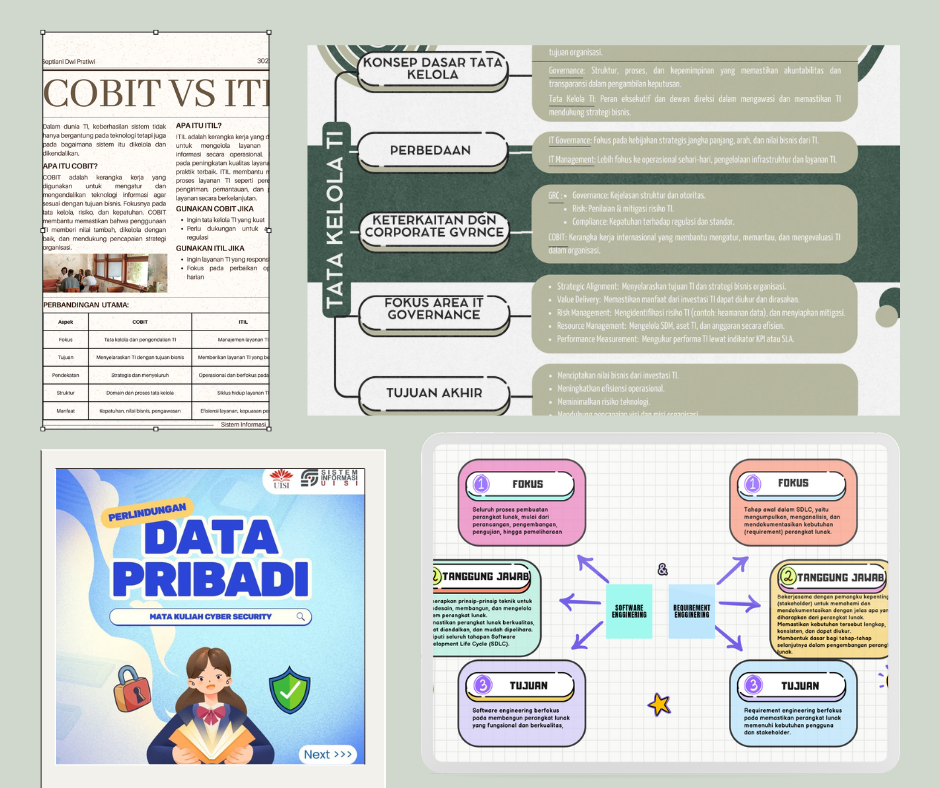 Septiani Dwi Pratiwi
302
COBIT VS ITI
Dalam dunia TI, keberhasilan sistem tidak
hanya bergantung pada teknologi tetapi juga
pada bagaimana sistem itu dikelola dan
dikendalikan.
APA ITU COBIT?
COBIT adalah kerangka kerja yang
digunakan untuk mengatur dan
mengendalikan teknologi informasi agar
sesuai dengan tujuan bisnis. Fokusnya pada
tata kelola, risiko, dan kepatuhan. COBIT
membantu memastikan bahwa penggunaan
TI memberi nilai tambah, dikelola dengan
baik, dan mendukung pencapaian strategi
organisasi.
APA ITU ITIL?
ITIL adalah kerangka kerja yang d
untuk mengelola layanan
informasi secara operasional.
pada peningkatan kualitas layana
praktik terbaik. ITIL membantu m
proses layanan TI seperti pere
pengiriman, pemantauan, dan
layanan secara berkelanjutan.
GUNAKAN COBIT JIKA
• Ingin tata kelola TI yang kuat
• Perlu dukungan untuk a
regulasi
GUNAKAN ITIL JIKA
• Ingin layanan TI yang respons
• Fokus pada perbaikan op
harian
PERBANDINGAN UTAMA:
Aspek COBIT ITIL
Fokus Tata kelola dan pengendalian TI Manajemen layanan T
Tujuan Menyelaraskan TI dengan tujuan bisnis Memberikan layanan TI yang be
Pendekatan Strategis dan menyeluruh Operasional dan berfokus pada
Struktur Domain dan proses tata kelola Siklus hidup layanan TI
Manfaat Kepatuhan, nilai bisnis, pengawasan Efisiensi layanan, kepuasan pe
Sistem Informasi
TATA KELOLA TI
KONSEP DASAR TATA
KELOLA
tujuan organisasi.
Governance: Struktur, proses, dan kepemimpinan yang memastikan akuntabilitas dan
transparansi dalam pengambilan keputusan.
Tata Kelola TI: Peran eksekutif dan dewan direksi dalam mengawasi dan memastikan TI
mendukung strategi bisnis.
PERBEDAAN
IT Governance: Fokus pada kebijakan strategis jangka panjang, arah, dan nilai bisnis dari TI.
IT Management: Lebih fokus ke operasional sehari-hari, pengelolaan infrastruktur dan layanan TI.
KETERKAITAN DGN
CORPORATE GVRNCE
GRC: • Governance: Kejelasan struktur dan otoritas.
• Risk: Penilaian & mitigasi risiko TI.
• Compliance: Kepatuhan terhadap regulasi dan standar.
COBIT: Kerangka kerja internasional yang membantu mengatur, memantau, dan mengevaluasi TI
dalam organisasi.
FOKUS AREA IT
GOVERNANCE
• Strategic Alignment: Menyelaraskan tujuan TI dan strategi bisnis organisasi.
• Value Delivery: Memastikan manfaat dari investasi TI dapat diukur dan dirasakan.
• Risk Management: Mengidentifikasi risiko TI (contoh: keamanan data), dan menyiapkan mitigasi.
• Resource Management: Mengelola SDM, aset TI, dan anggaran secara efisien.
• Performance Measurement: Mengukur performa TI lewat indikator KPI atau SLA.
TUJUAN AKHIR
• Menciptakan nilai bisnis dari investasi TI.
• Meningkatkan efisiensi operasional.
• Meminimalkan risiko teknologi.
• Mendukung pencapaian visi dan misi organisasi.
UISI
SISTEM
INFORMASI
UISI
PERLINDUNGAN
DATA
PRIBADI
MATA KULIAH CYBER SECURITY
Next >>>
1 FOKUS
Seluruh proses pembuatan
perangkat lunak, mulai dari
perancangan, pengembangan,
pengujian, hingga pemeliharaan
2 TANGGUNG JAWAB
erapkan prinsip-prinsip teknik untuk
desain, membangun, dan mengelola
em perangkat lunak.
nastikan perangkat lunak berkualitas,
at diandalkan, dan mudah dipelihara.
iputi seluruh tahapan Software
elopment Life Cycle (SDLC).
3 TUJUAN
Software engineering berfokus
pada membangun perangkat lunak
yang fungsional dan berkualitas,
SOFTWARE
ENGGINERING
&
REQUIREMENT
ENGGINERING
1 FOKUS
Tahap awal dalam SDLC, yaitu
mengumpulkan, menganalisis, dan
mendokumentasikan kebutuhan
(requirement) perangkat lunak.
2 TANGGUNG JAWAB
Bekerjasama dengan pemangku kepenting
(stakeholder) untuk memahami dan
mendokumentasikan dengan jelas apa ya
diharapkan dari perangkat lunak.
Memastikan kebutuhan tersebut lengkap,
konsisten, dan dapat diukur.
Membentuk dasar bagi tahap-tahap
selanjutnya dalam pengembangan perang
lunak.
3 TUJUAN
Requirement engineering berfokus
pada memastikan perangkat lunak
memenuhi kebutuhan pengguna
dan stakeholder.